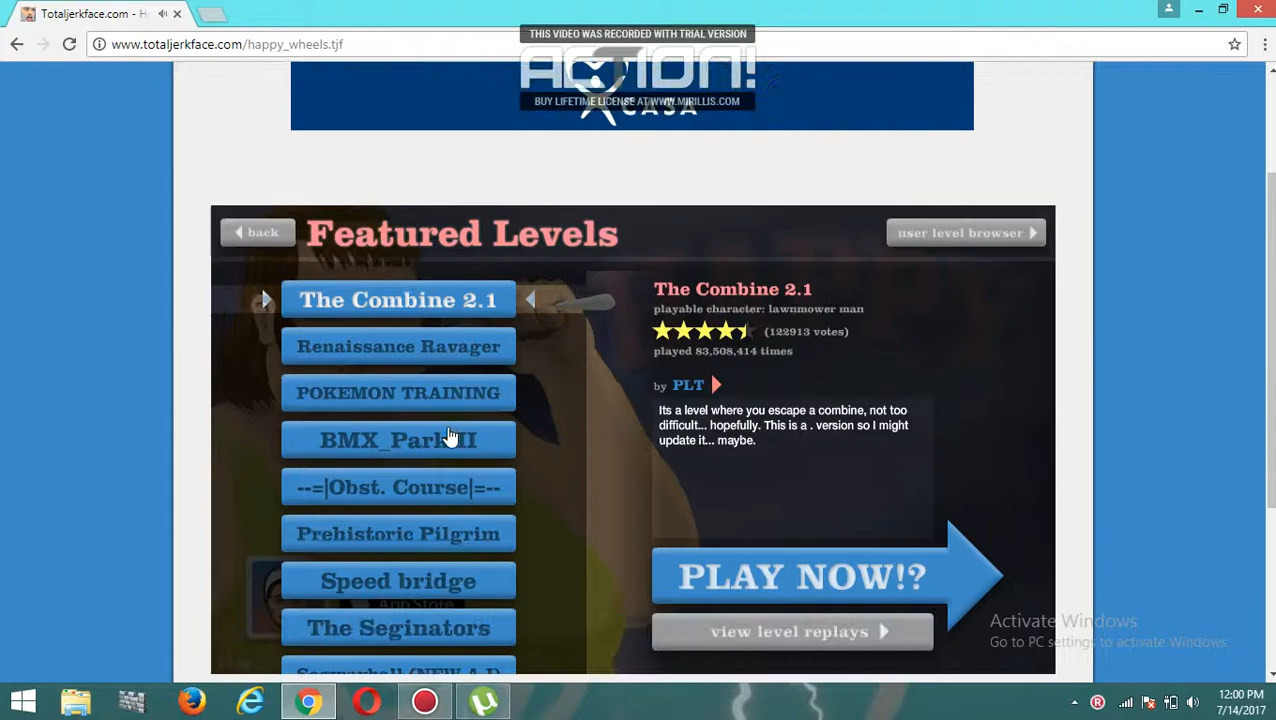 Totaljerkface.com - H
www.totaljerkface.com/happy_wheels.tjf
THIS VIDEO WAS RECORDED WITH TRIAL VERSION
ACTION!
BUY LIFETIME LICENSE AT WWW.MIRILLIS.COM
CASA
back
Featured Levels
user level browser
The Combine 2.1
Renaissance Ravager
POKEMON TRAINING
BMX_Park II
--=|Obst. Course|=--
Prehistoric Pilgrim
Speed bridge
App Store
The Seginators
The Combine 2.1
playable character: lawnmower man
(122913 votes)
played 83,508,414 times
by PLT
Its a level where you escape a combine, not too
difficult... hopefully. This is a . version so I might
update it... maybe.
PLAY NOW!?
view level replays
Activate Windows
Go to PC settings to activate Windows.
12:00 PM
7/14/2017